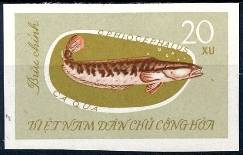 Bưu chính
OPHIOCEPHALUS
20
XU
CÁ QUẢ
VIỆT NAM DÂN CHỦ CỘNG HÒA